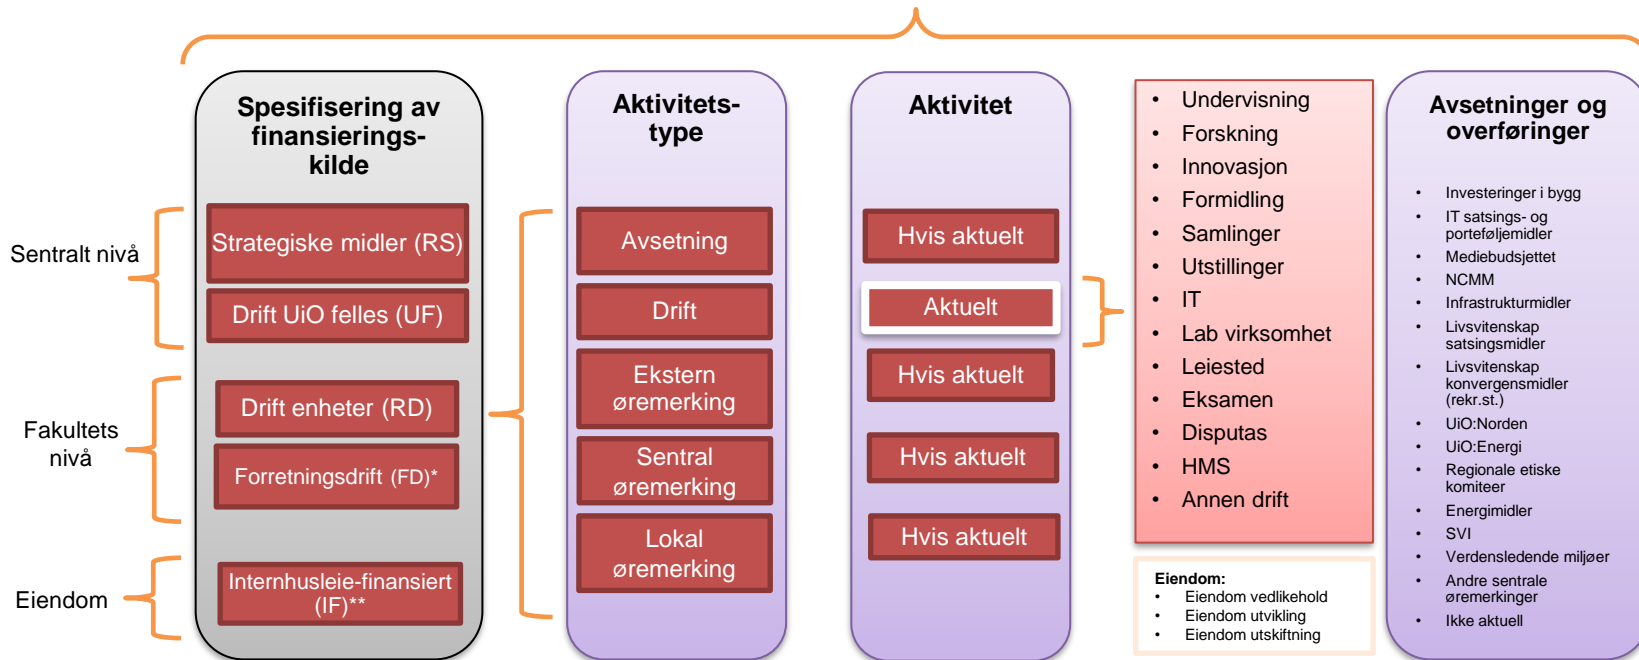 Sentralt nivå
Fakultets
nivå
Eiendom
Spesifisering av
finansierings-
kilde
Strategiske midler (RS)
Drift UiO felles (UF)
Drift enheter (RD)
Forretningsdrift (FD)*
Internhusleie-finansiert
(IF)**
Aktivitets-
type
Avsetning
Drift
Ekstern
øremerking
Sentral
øremerking
Lokal
øremerking
Aktivitet
Hvis aktuelt
Aktuelt
Hvis aktuelt
Hvis aktuelt
Hvis aktuelt
• Undervisning
• Forskning
• Innovasjon
• Formidling
• Samlinger
• Utstillinger
• IT
• Lab virksomhet
• Leiested
• Eksamen
• Disputas
• HMS
• Annen drift
Eiendom:
• Eiendom vedlikehold
• Eiendom utvikling
• Eiendom utskiftning
Avsetninger og
overføringer
• Investeringer i bygg
• IT satsings- og
porteføljemidler
• Mediebudsjettet
• NCMM
• Infrastrukturmidler
• Livsvitenskap
satsingsmidler
• Livsvitenskap
konvergensmidler
(rekr.st.)
• UiO:Norden
• UiO:Energi
• Regionale etiske
komiteer
• Energimidler
• SVI
• Verdensledende miljøer
• Andre sentrale
øremerkinger
• Ikke aktuell